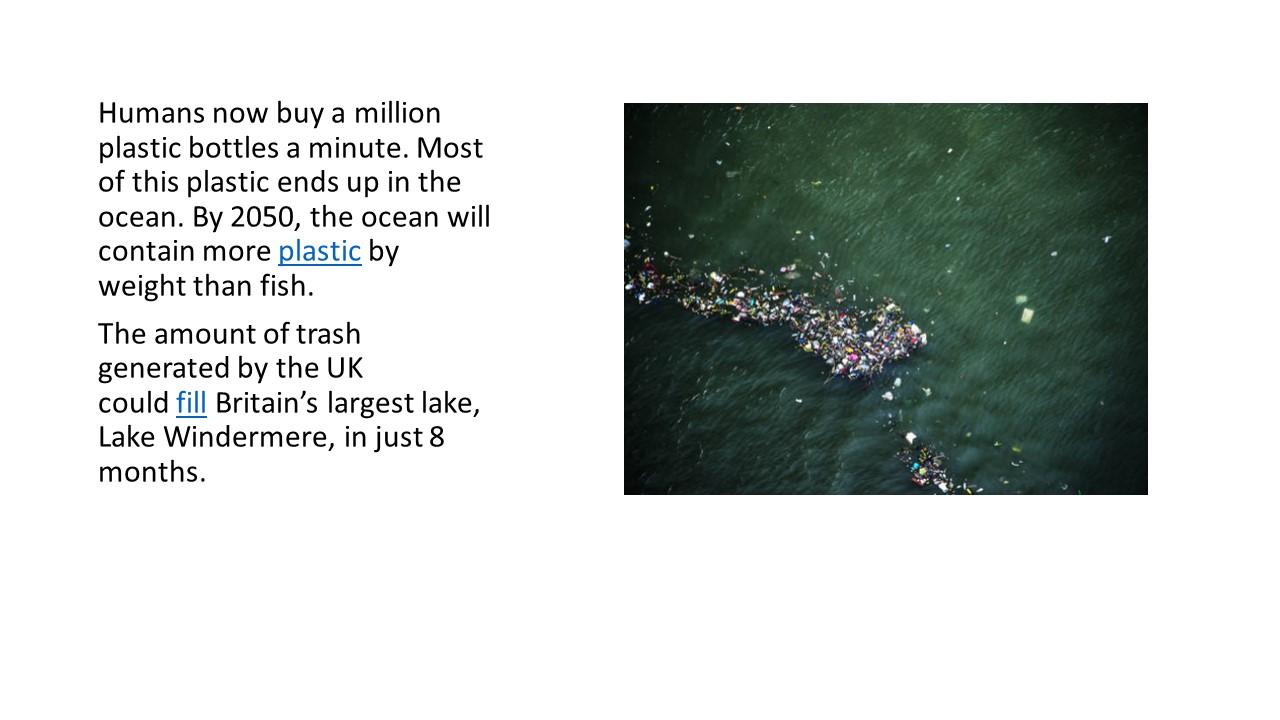 Humans now buy a million
plastic bottles a minute. Most
of this plastic ends up in the
ocean. By 2050, the ocean will
contain more plastic by
weight than fish.
The amount of trash
generated by the UK
could fill Britain’s largest lake,
Lake Windermere, in just 8
months.